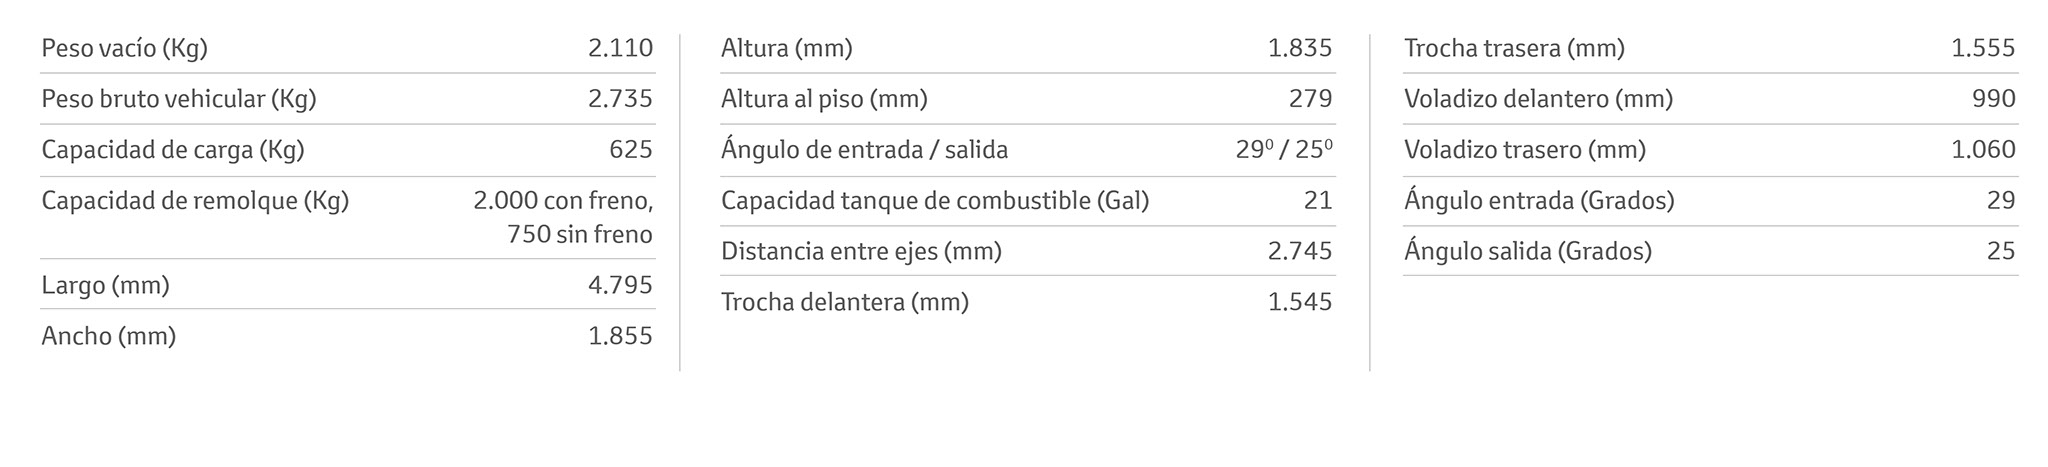 Peso vacío (Kg) 2.110
Peso bruto vehicular (Kg) 2.735
Capacidad de carga (Kg) 625
Capacidad de remolque (Kg) 2.000 con freno,
750 sin freno
Largo (mm) 4.795
Ancho (mm) 1.855
Altura (mm) 1.835
Altura al piso (mm) 279
Ángulo de entrada / salida 29⁰ / 25⁰
Capacidad tanque de combustible (Gal) 21
Distancia entre ejes (mm) 2.745
Trocha delantera (mm) 1.545
Trocha trasera (mm) 1.555
Voladizo delantero (mm) 990
Voladizo trasero (mm) 1.060
Ángulo entrada (Grados) 29
Ángulo salida (Grados) 25